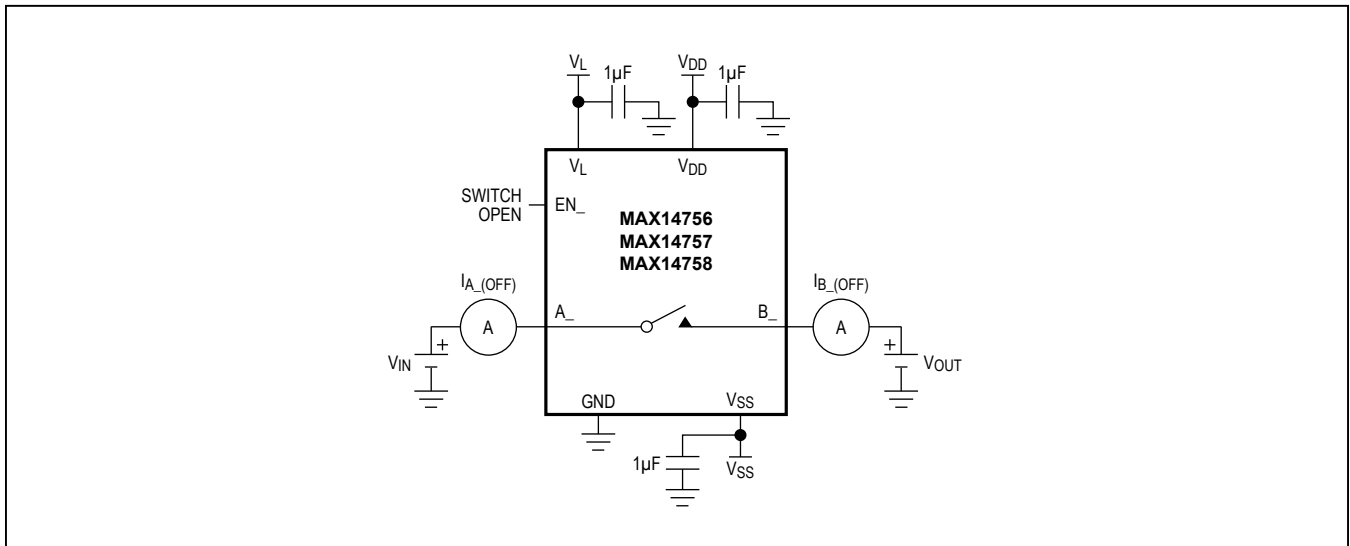 VL
1µF
VDD
1µF
VL
VDD
SWITCH
OPEN
EN_
MAX14756
MAX14757
MAX14758
IA_(OFF)
IB_(OFF)
A
A_
B_
A
VIN
+
+
VOUT
GND
VSS
1µF
VSS